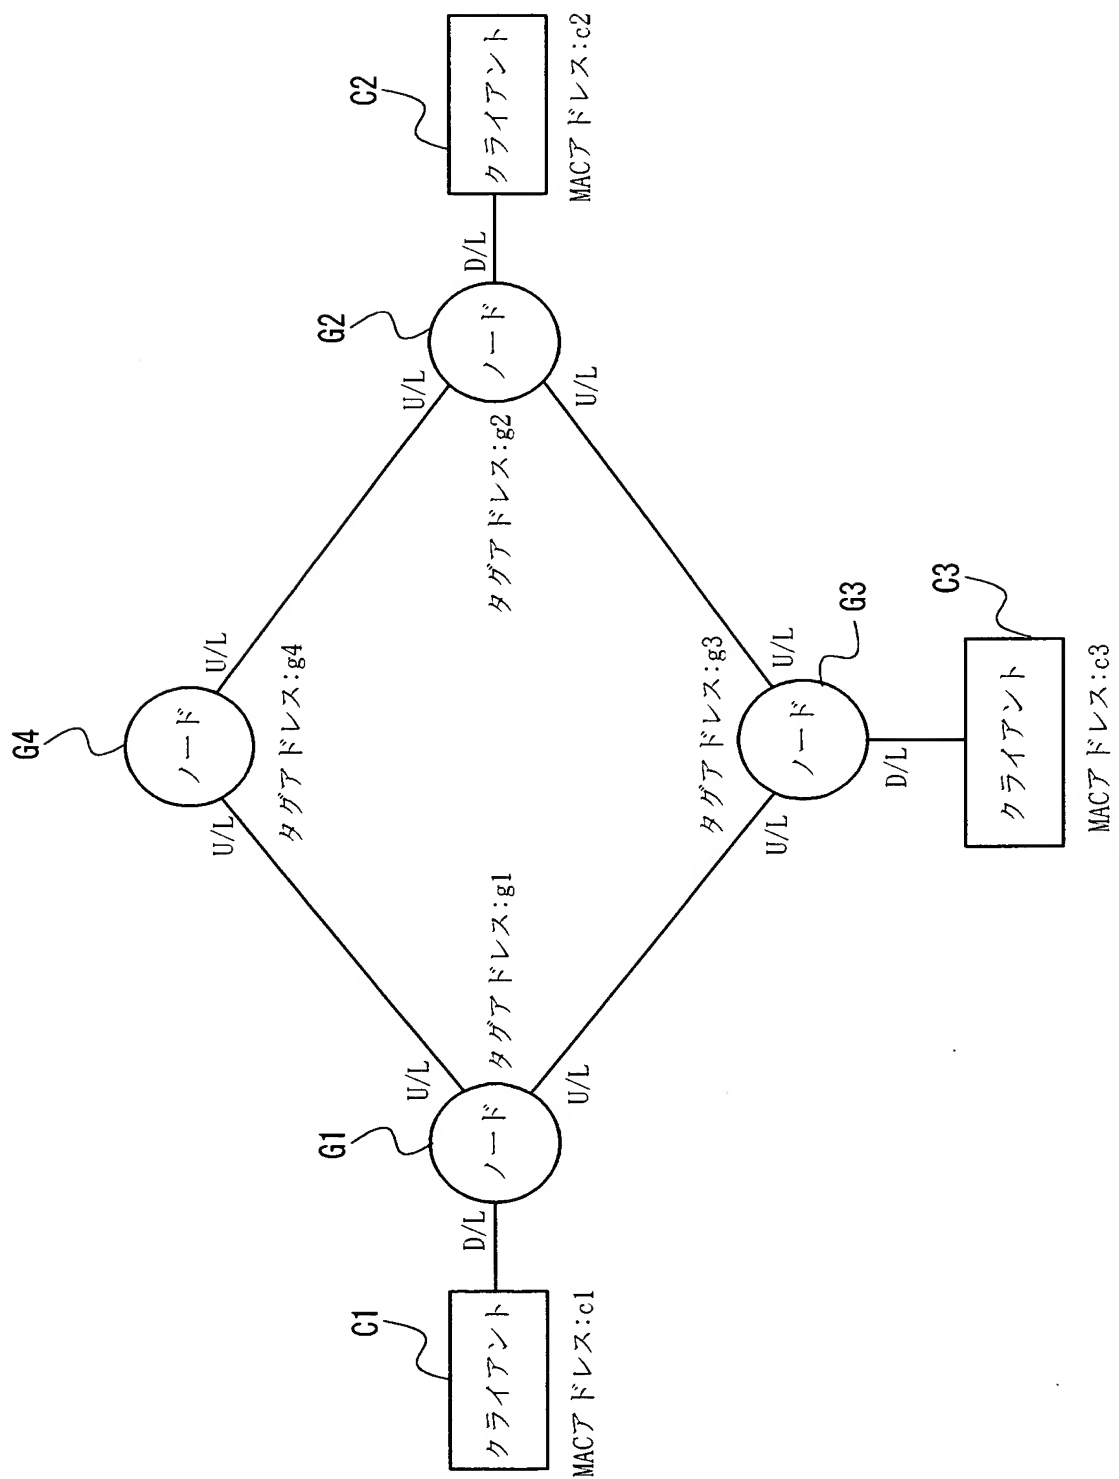 G4
ノード
U/L
U/L
タグアドレス:g4
C1
クライアント
MACアドレス:c1
D/L
G1
ノード
U/L
U/L
タグアドレス:g1
G2
ノード
U/L
U/L
タグアドレス:g2
D/L
C2
クライアント
MACアドレス:c2
タグアドレス:g3
U/L
U/L
ノード
G3
D/L
C3
クライアント
MACアドレス:c3